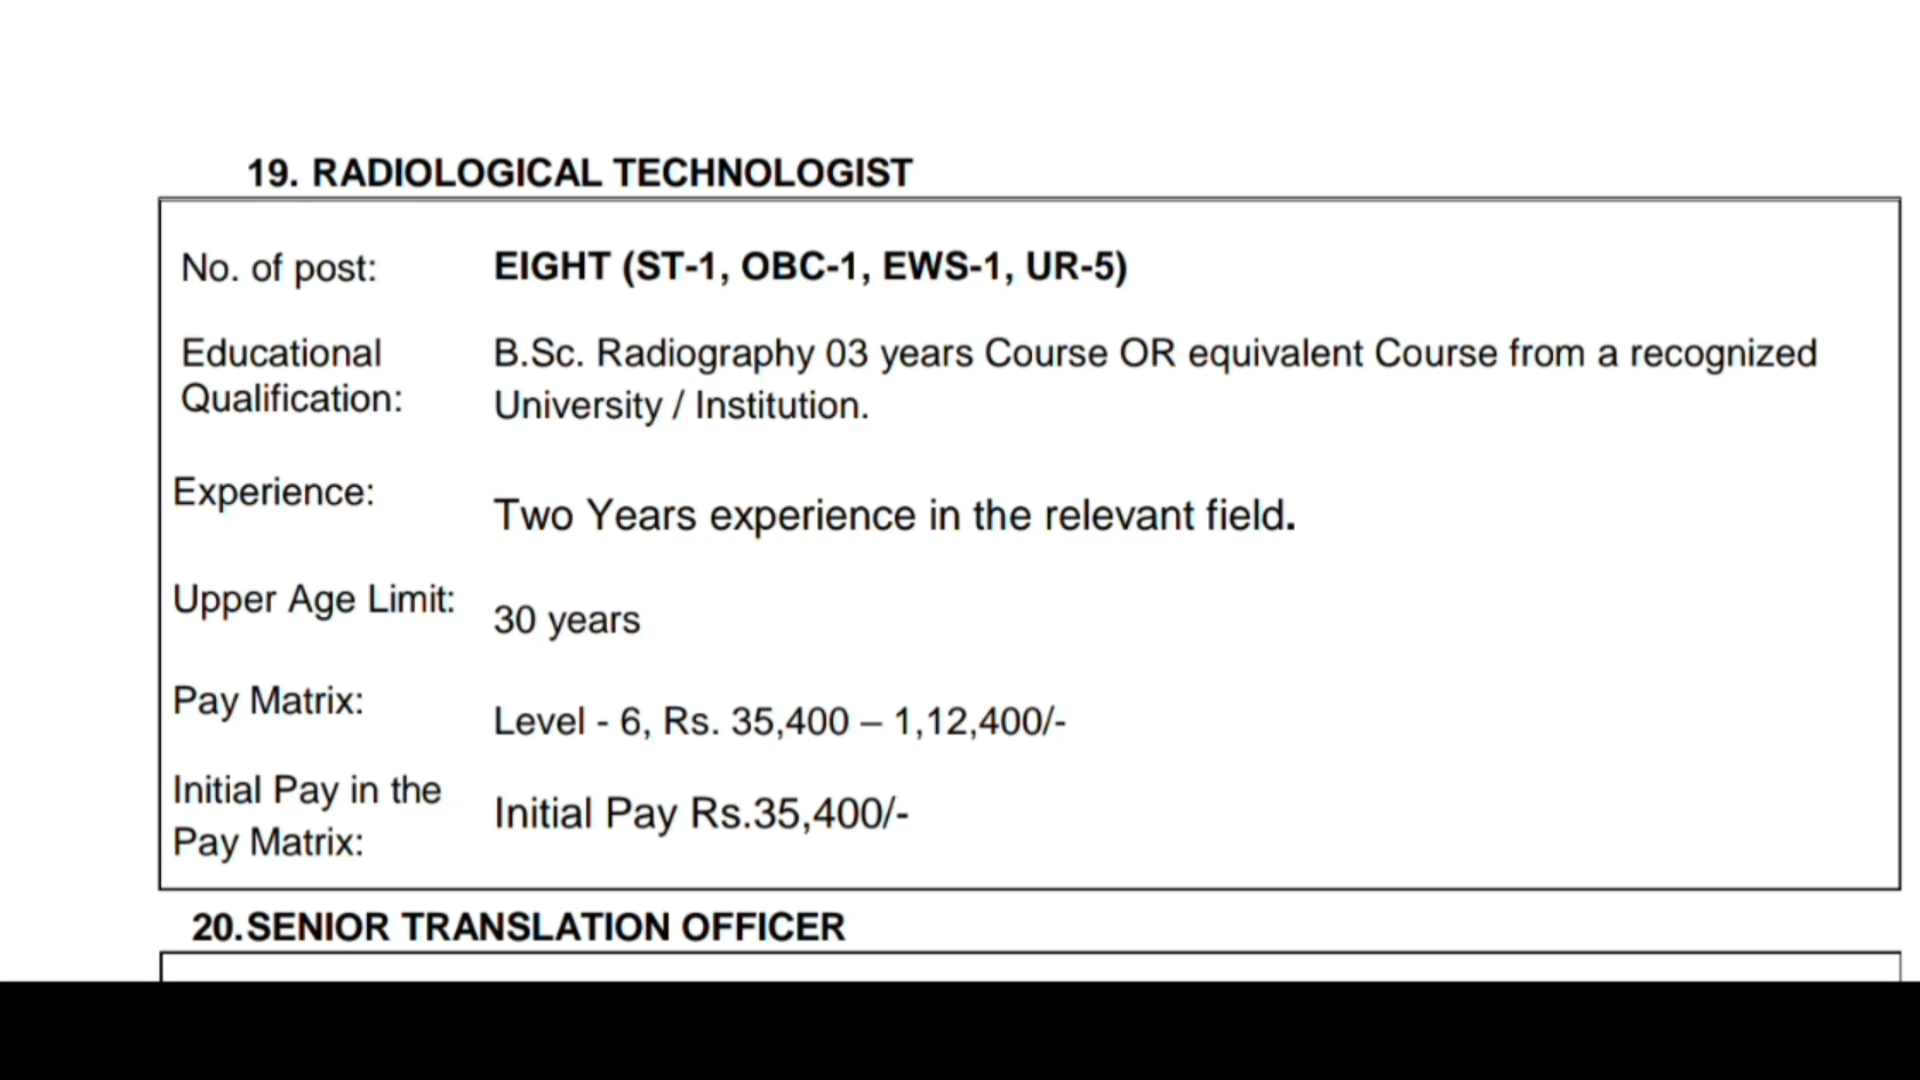 19. RADIOLOGICAL TECHNOLOGIST
No. of post: EIGHT (ST-1, OBC-1, EWS-1, UR-5)
Educational Qualification: B.Sc. Radiography 03 years Course OR equivalent Course from a recognized University / Institution.
Experience: Two Years experience in the relevant field.
Upper Age Limit: 30 years
Pay Matrix: Level - 6, Rs. 35,400 – 1,12,400/-
Initial Pay in the Pay Matrix: Initial Pay Rs.35,400/-
20.SENIOR TRANSLATION OFFICER